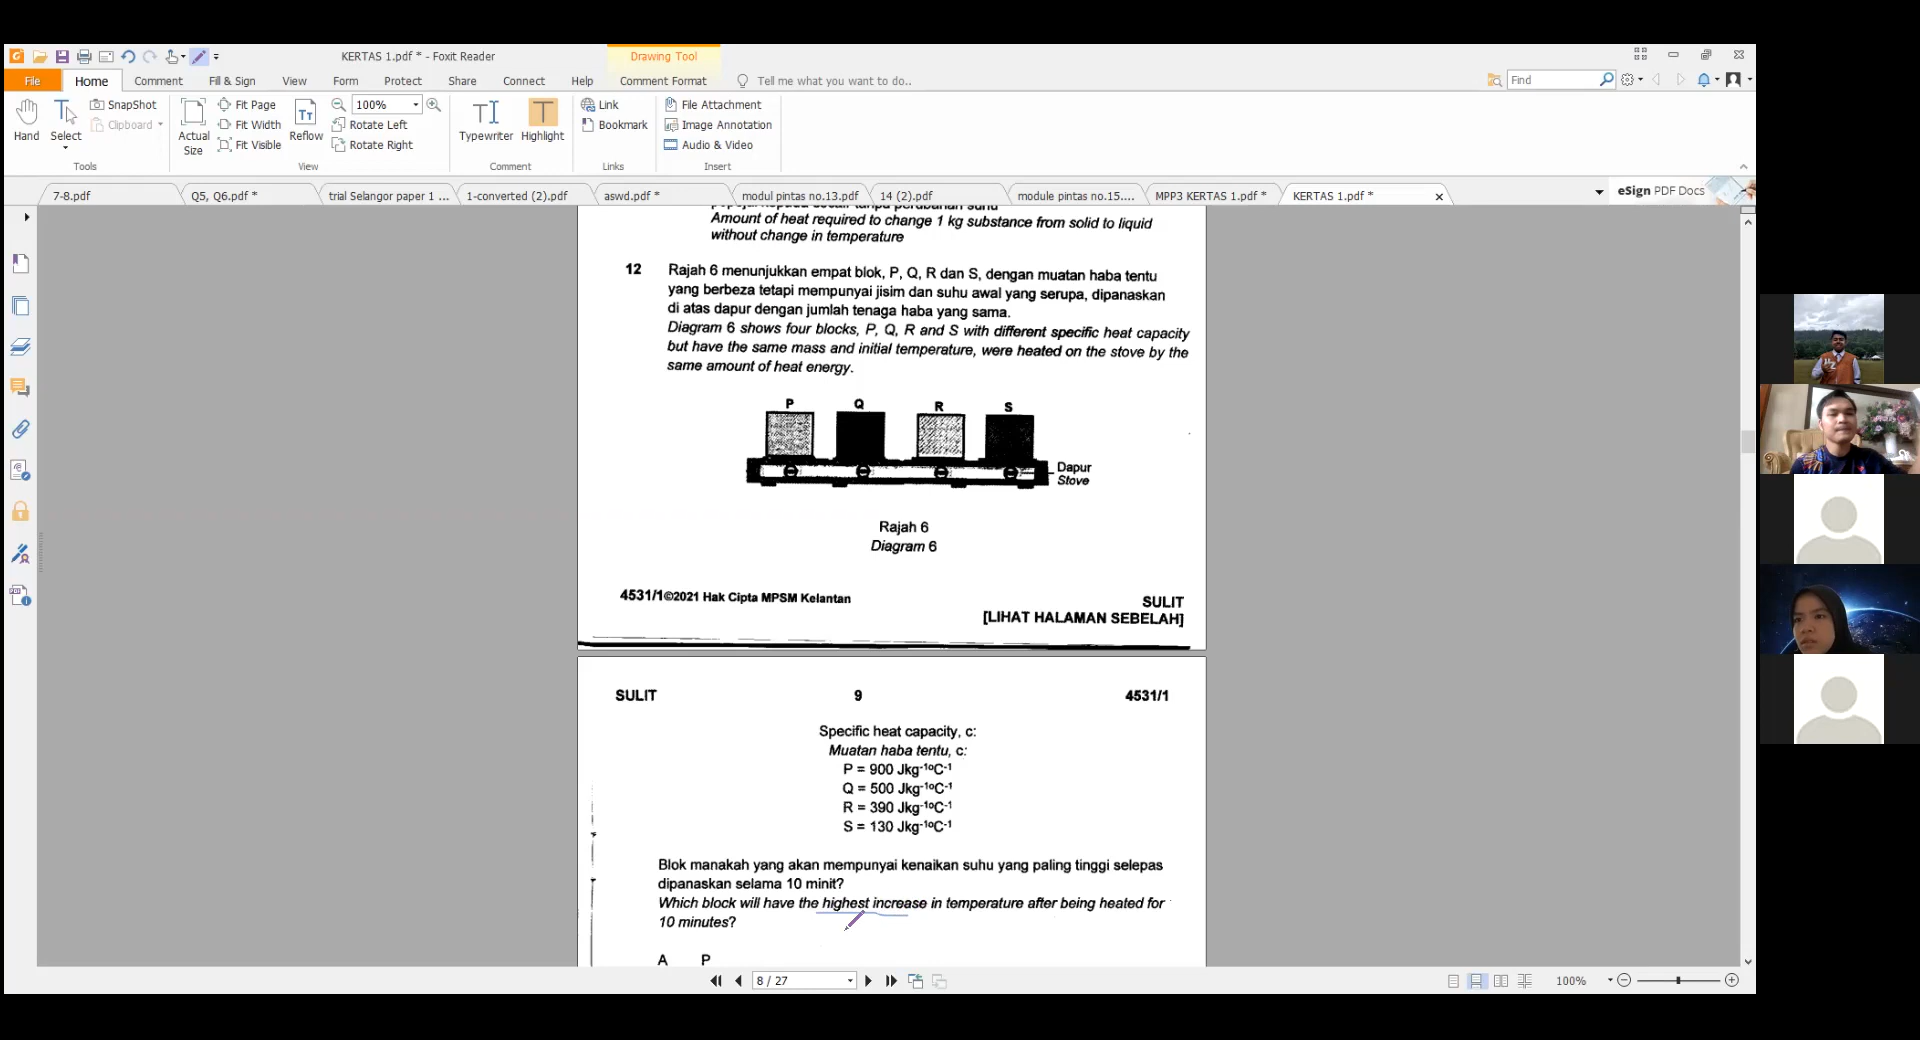 KERTAS 1.pdf * - Foxit Reader
Drawing Tool
File Home Comment Fill & Sign View Form Protect Share Connect Help Comment Format Tell me what you want to do.. Find
Hand
Select
SnapShot
Clipboard
Tools
Actual
Size
Fit Page
Fit Width
Fit Visible
Reflow
100%
Rotate Left
Rotate Right
View
Typewriter
Highlight
Comment
Link
Bookmark
Links
File Attachment
Image Annotation
Audio & Video
Insert
7-8.pdf Q5, Q6.pdf * trial Selangor paper 1 ... 1-converted (2).pdf aswd.pdf * modul pintas no.13.pdf 14 (2).pdf module pintas no.15.... MPP3 KERTAS 1.pdf * KERTAS 1.pdf * eSign PDF Docs
Amount of heat required to change 1 kg substance from solid to liquid
without change in temperature
12 Rajah 6 menunjukkan empat blok, P, Q, R dan S, dengan muatan haba tentu
yang berbeza tetapi mempunyai jisim dan suhu awal yang serupa, dipanaskan
di atas dapur dengan jumlah tenaga haba yang sama.
Diagram 6 shows four blocks, P, Q, R and S with different specific heat capacity
but have the same mass and initial temperature, were heated on the stove by the
same amount of heat energy.
P Q R S
Dapur
Stove
Rajah 6
Diagram 6
4531/1©2021 Hak Cipta MPSM Kelantan
SULIT
[LIHAT HALAMAN SEBELAH]
SULIT 9 4531/1
Specific heat capacity, c:
Muatan haba tentu, c:
P = 900 Jkg⁻¹ºC⁻¹
Q = 500 Jkg⁻¹ºC⁻¹
R = 390 Jkg⁻¹ºC⁻¹
S = 130 Jkg⁻¹ºC⁻¹
Blok manakah yang akan mempunyai kenaikan suhu yang paling tinggi selepas
dipanaskan selama 10 minit?
Which block will have the highest increase in temperature after being heated for
10 minutes?
A P
8 / 27
100%